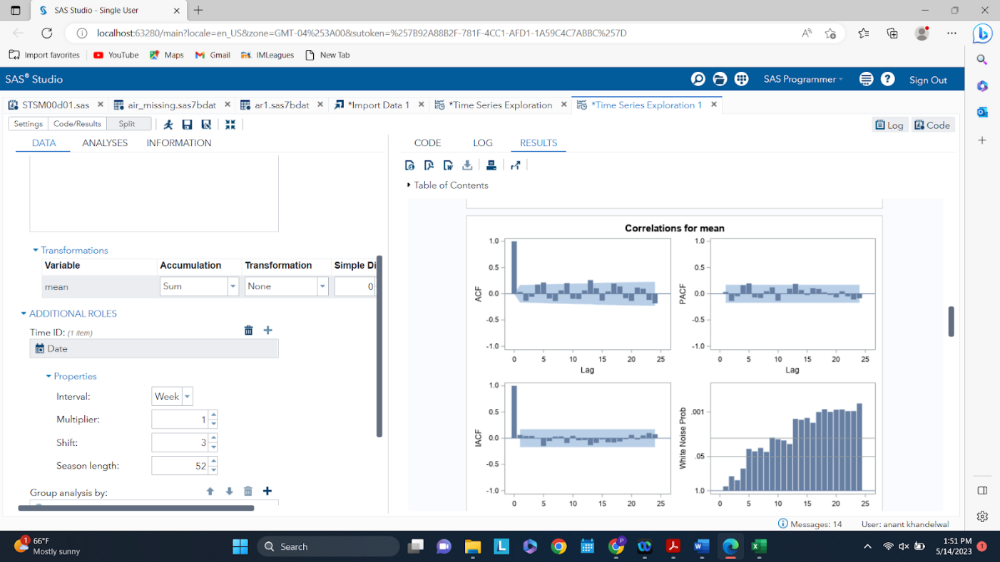 SAS Studio - Single User
localhost:63280/main?locale=en_US&zone=GMT-04%253A00&sutoken=%257B92A88B2F-781F-4CC1-AFD1-1A59C4C7ABBC%257D
Import favorites YouTube Maps Gmail IMLeagues New Tab
SAS® Studio SAS Programmer Sign Out
STSM00d01.sas air_missing.sas7bdat ar1.sas7bdat *Import Data 1 *Time Series Exploration *Time Series Exploration 1
Settings Code/Results Split Log Code
DATA ANALYSES INFORMATION CODE LOG RESULTS
Table of Contents
Transformations
Variable Accumulation Transformation Simple Di
mean Sum None 0
ADDITIONAL ROLES
Time ID: (1 item)
Date
Properties
Interval: Week
Multiplier: 1
Shift: 3
Season length: 52
Group analysis by:
Correlations for mean
1.0
0.5
0.0
-0.5
-1.0
ACF
0 5 10 15 20 25
Lag
1.0
0.5
0.0
-0.5
-1.0
PACF
0 5 10 15 20 25
Lag
1.0
0.5
0.0
-0.5
-1.0
IACF
0 5 10 15 20 25
.001
.05
1.0
White Noise Prob
0 5 10 15 20 25
Messages: 14 User: anant khandelwal
1
66°F
Mostly sunny
Search
1:51 PM
5/14/2023
1